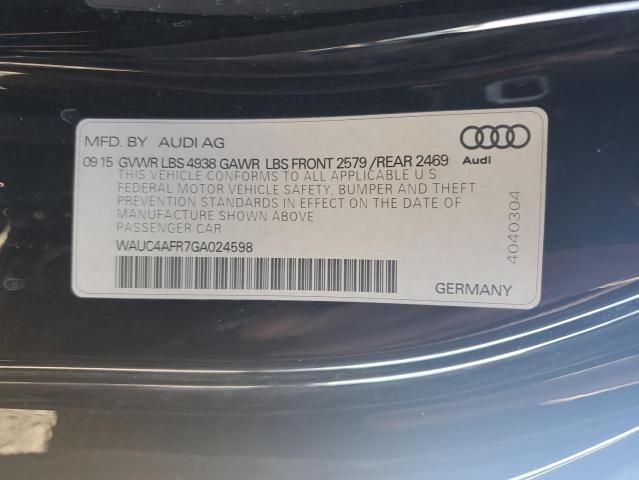 MFD. BY AUDI AG
09 15 GVWR LBS 4938 GAWR LBS FRONT 2579 / REAR 2469
THIS VEHICLE CONFORMS TO ALL APPLICABLE U S
FEDERAL MOTOR VEHICLE SAFETY, BUMPER AND THEFT
PREVENTION STANDARDS IN EFFECT ON THE DATE OF
MANUFACTURE SHOWN ABOVE
PASSENGER CAR
WAUC4AFR7GA024598
GERMANY
Audi
4040304